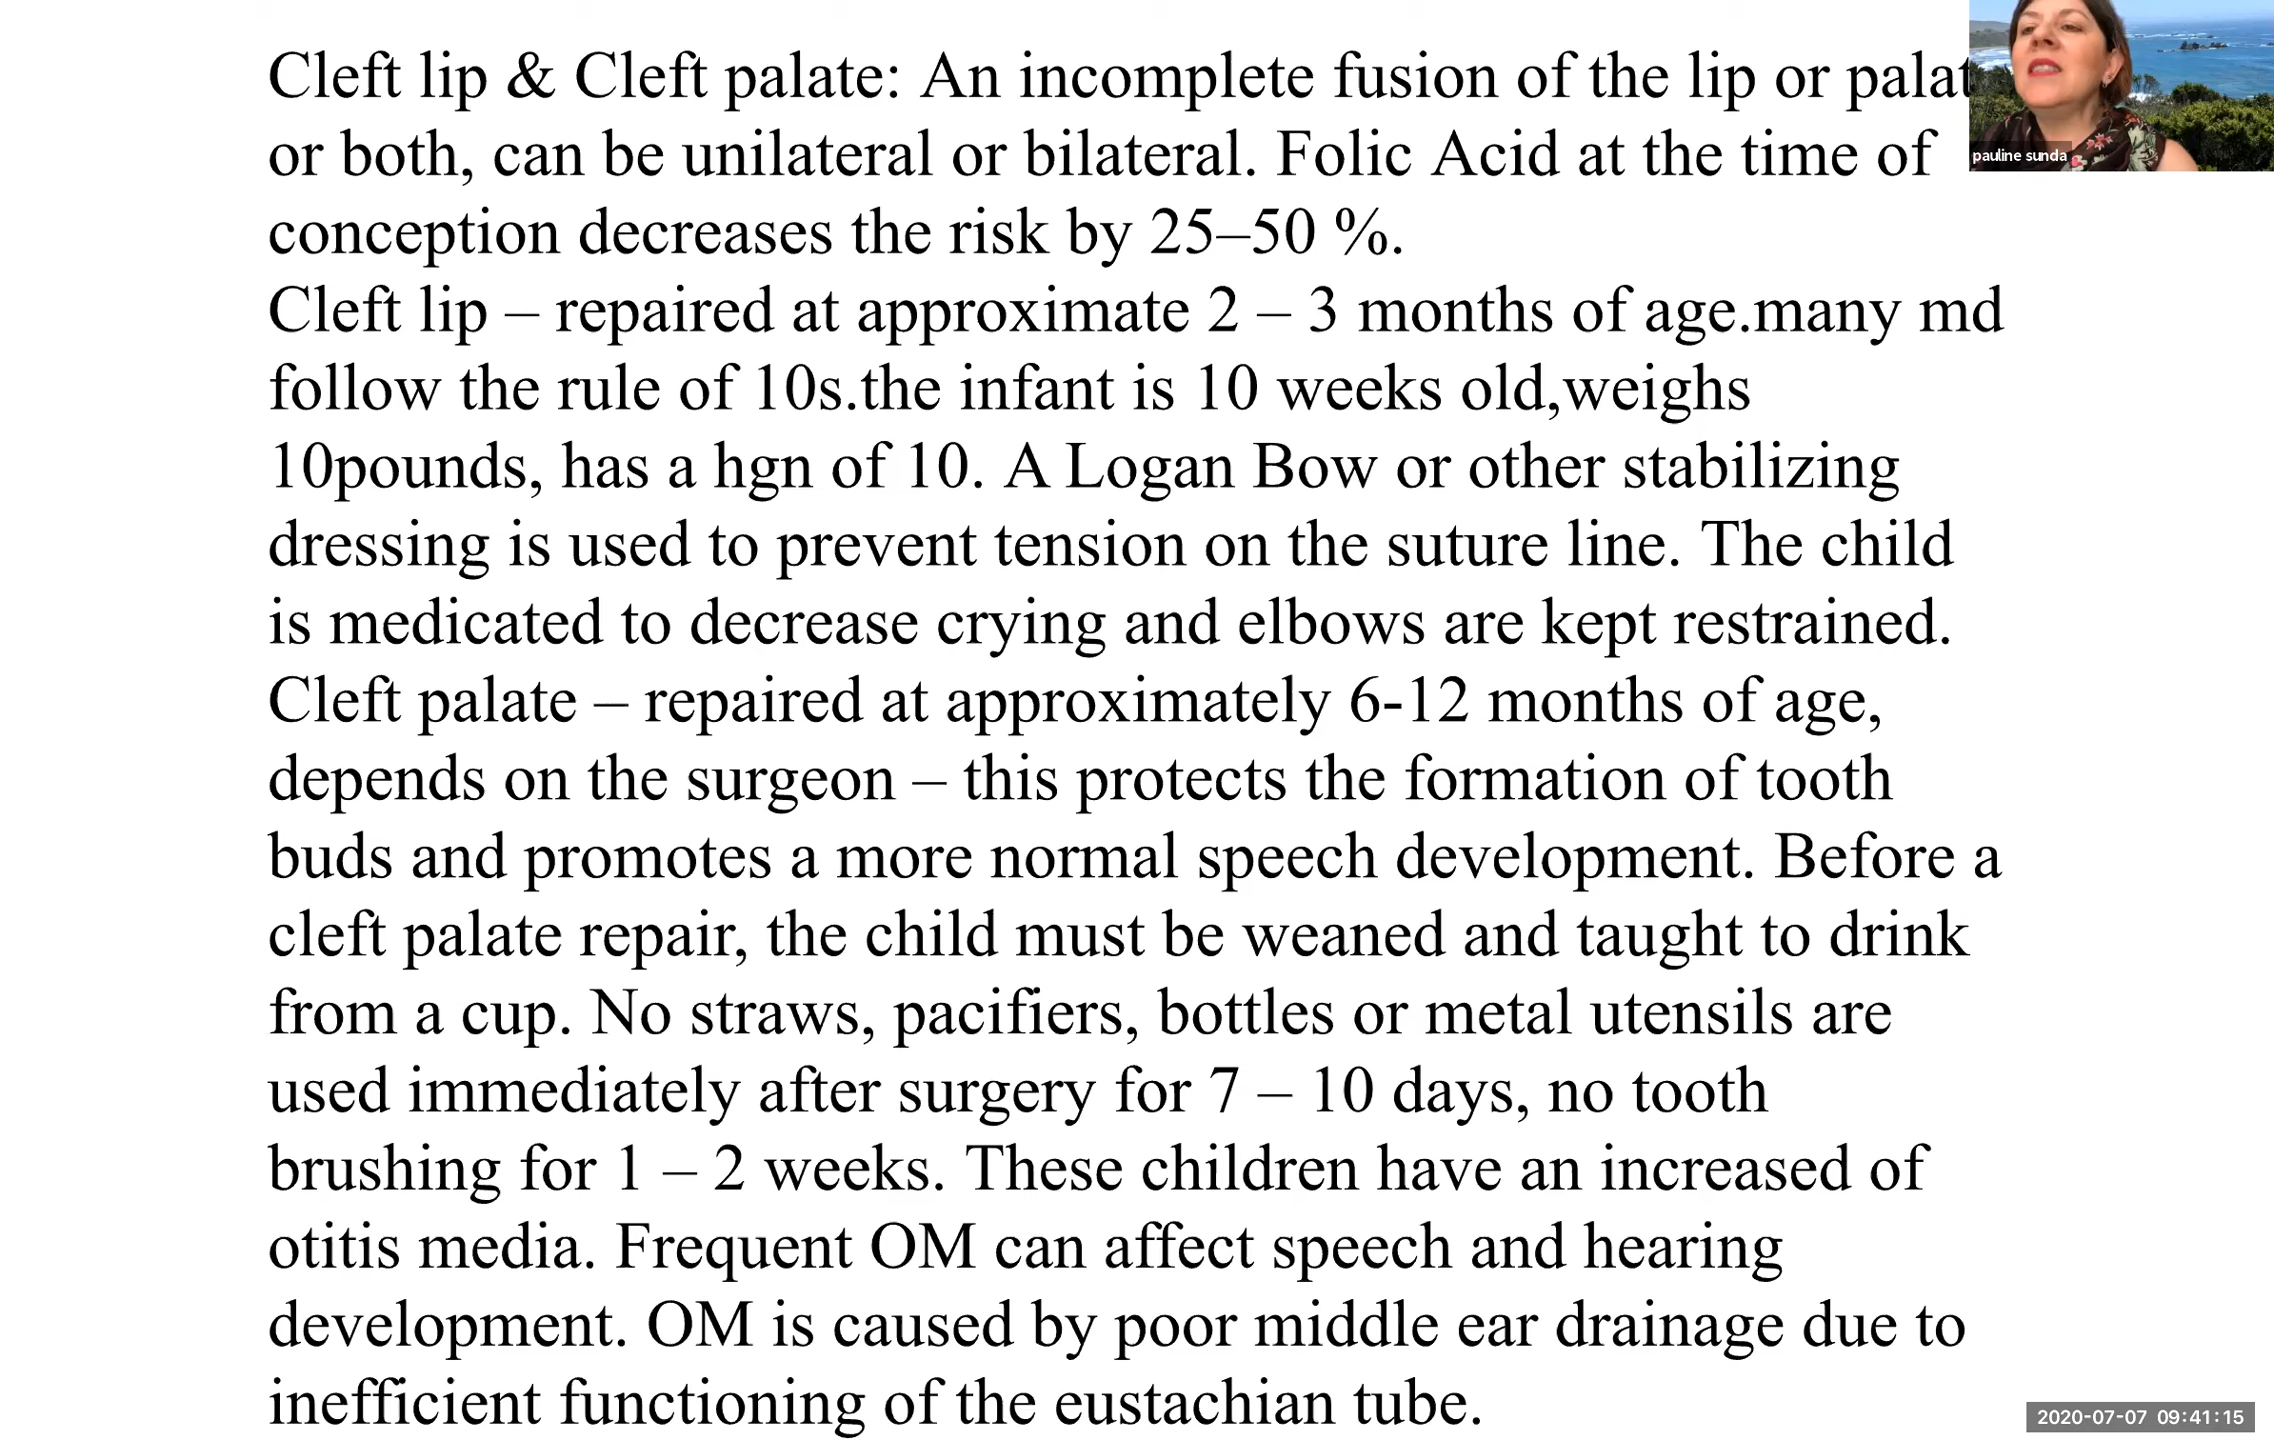 Cleft lip & Cleft palate: An incomplete fusion of the lip or palat
or both, can be unilateral or bilateral. Folic Acid at the time of
conception decreases the risk by 25–50 %.
Cleft lip – repaired at approximate 2 – 3 months of age.many md
follow the rule of 10s.the infant is 10 weeks old,weighs
10pounds, has a hgn of 10. A Logan Bow or other stabilizing
dressing is used to prevent tension on the suture line. The child
is medicated to decrease crying and elbows are kept restrained.
Cleft palate – repaired at approximately 6-12 months of age,
depends on the surgeon – this protects the formation of tooth
buds and promotes a more normal speech development. Before a
cleft palate repair, the child must be weaned and taught to drink
from a cup. No straws, pacifiers, bottles or metal utensils are
used immediately after surgery for 7 – 10 days, no tooth
brushing for 1 – 2 weeks. These children have an increased of
otitis media. Frequent OM can affect speech and hearing
development. OM is caused by poor middle ear drainage due to
inefficient functioning of the eustachian tube.
pauline sunda
2020-07-07 09:41:15